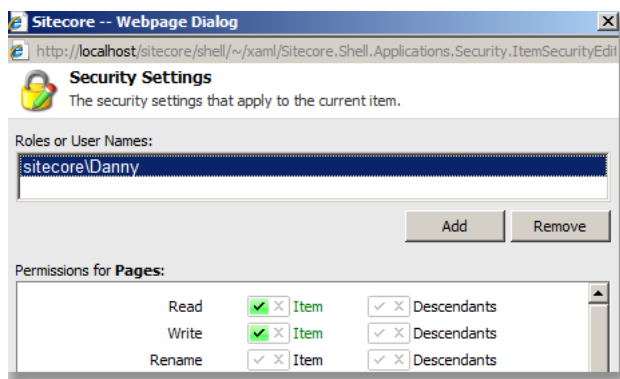 Sitecore -- Webpage Dialog
http://localhost/sitecore/shell/~/xaml/Sitecore.Shell.Applications.Security.ItemSecurityEdit
Security Settings
The security settings that apply to the current item.
Roles or User Names:
sitecore\Danny
Add Remove
Permissions for Pages:
Read Item Descendants
Write Item Descendants
Rename Item Descendants